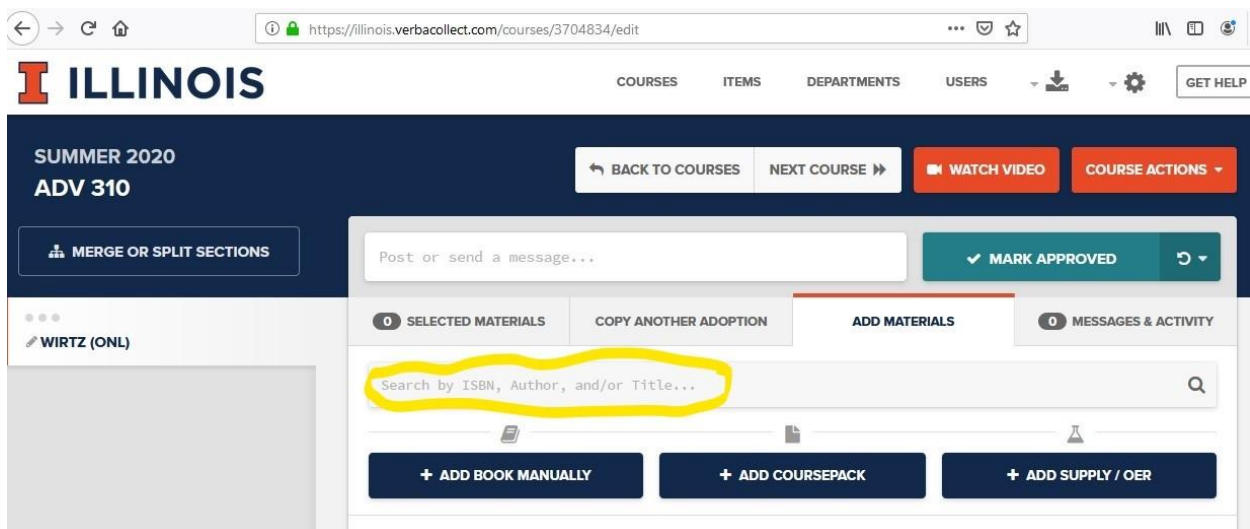 https://illinois.verbacollect.com/courses/3704834/edit
I ILLINOIS
COURSES ITEMS DEPARTMENTS USERS GET HELP
SUMMER 2020
ADV 310
BACK TO COURSES NEXT COURSE WATCH VIDEO COURSE ACTIONS
MERGE OR SPLIT SECTIONS
Post or send a message...
MARK APPROVED
0 SELECTED MATERIALS COPY ANOTHER ADOPTION ADD MATERIALS 0 MESSAGES & ACTIVITY
WIRTZ (ONL)
Search by ISBN, Author, and/or Title...
+ ADD BOOK MANUALLY + ADD COURSEPACK + ADD SUPPLY / OER